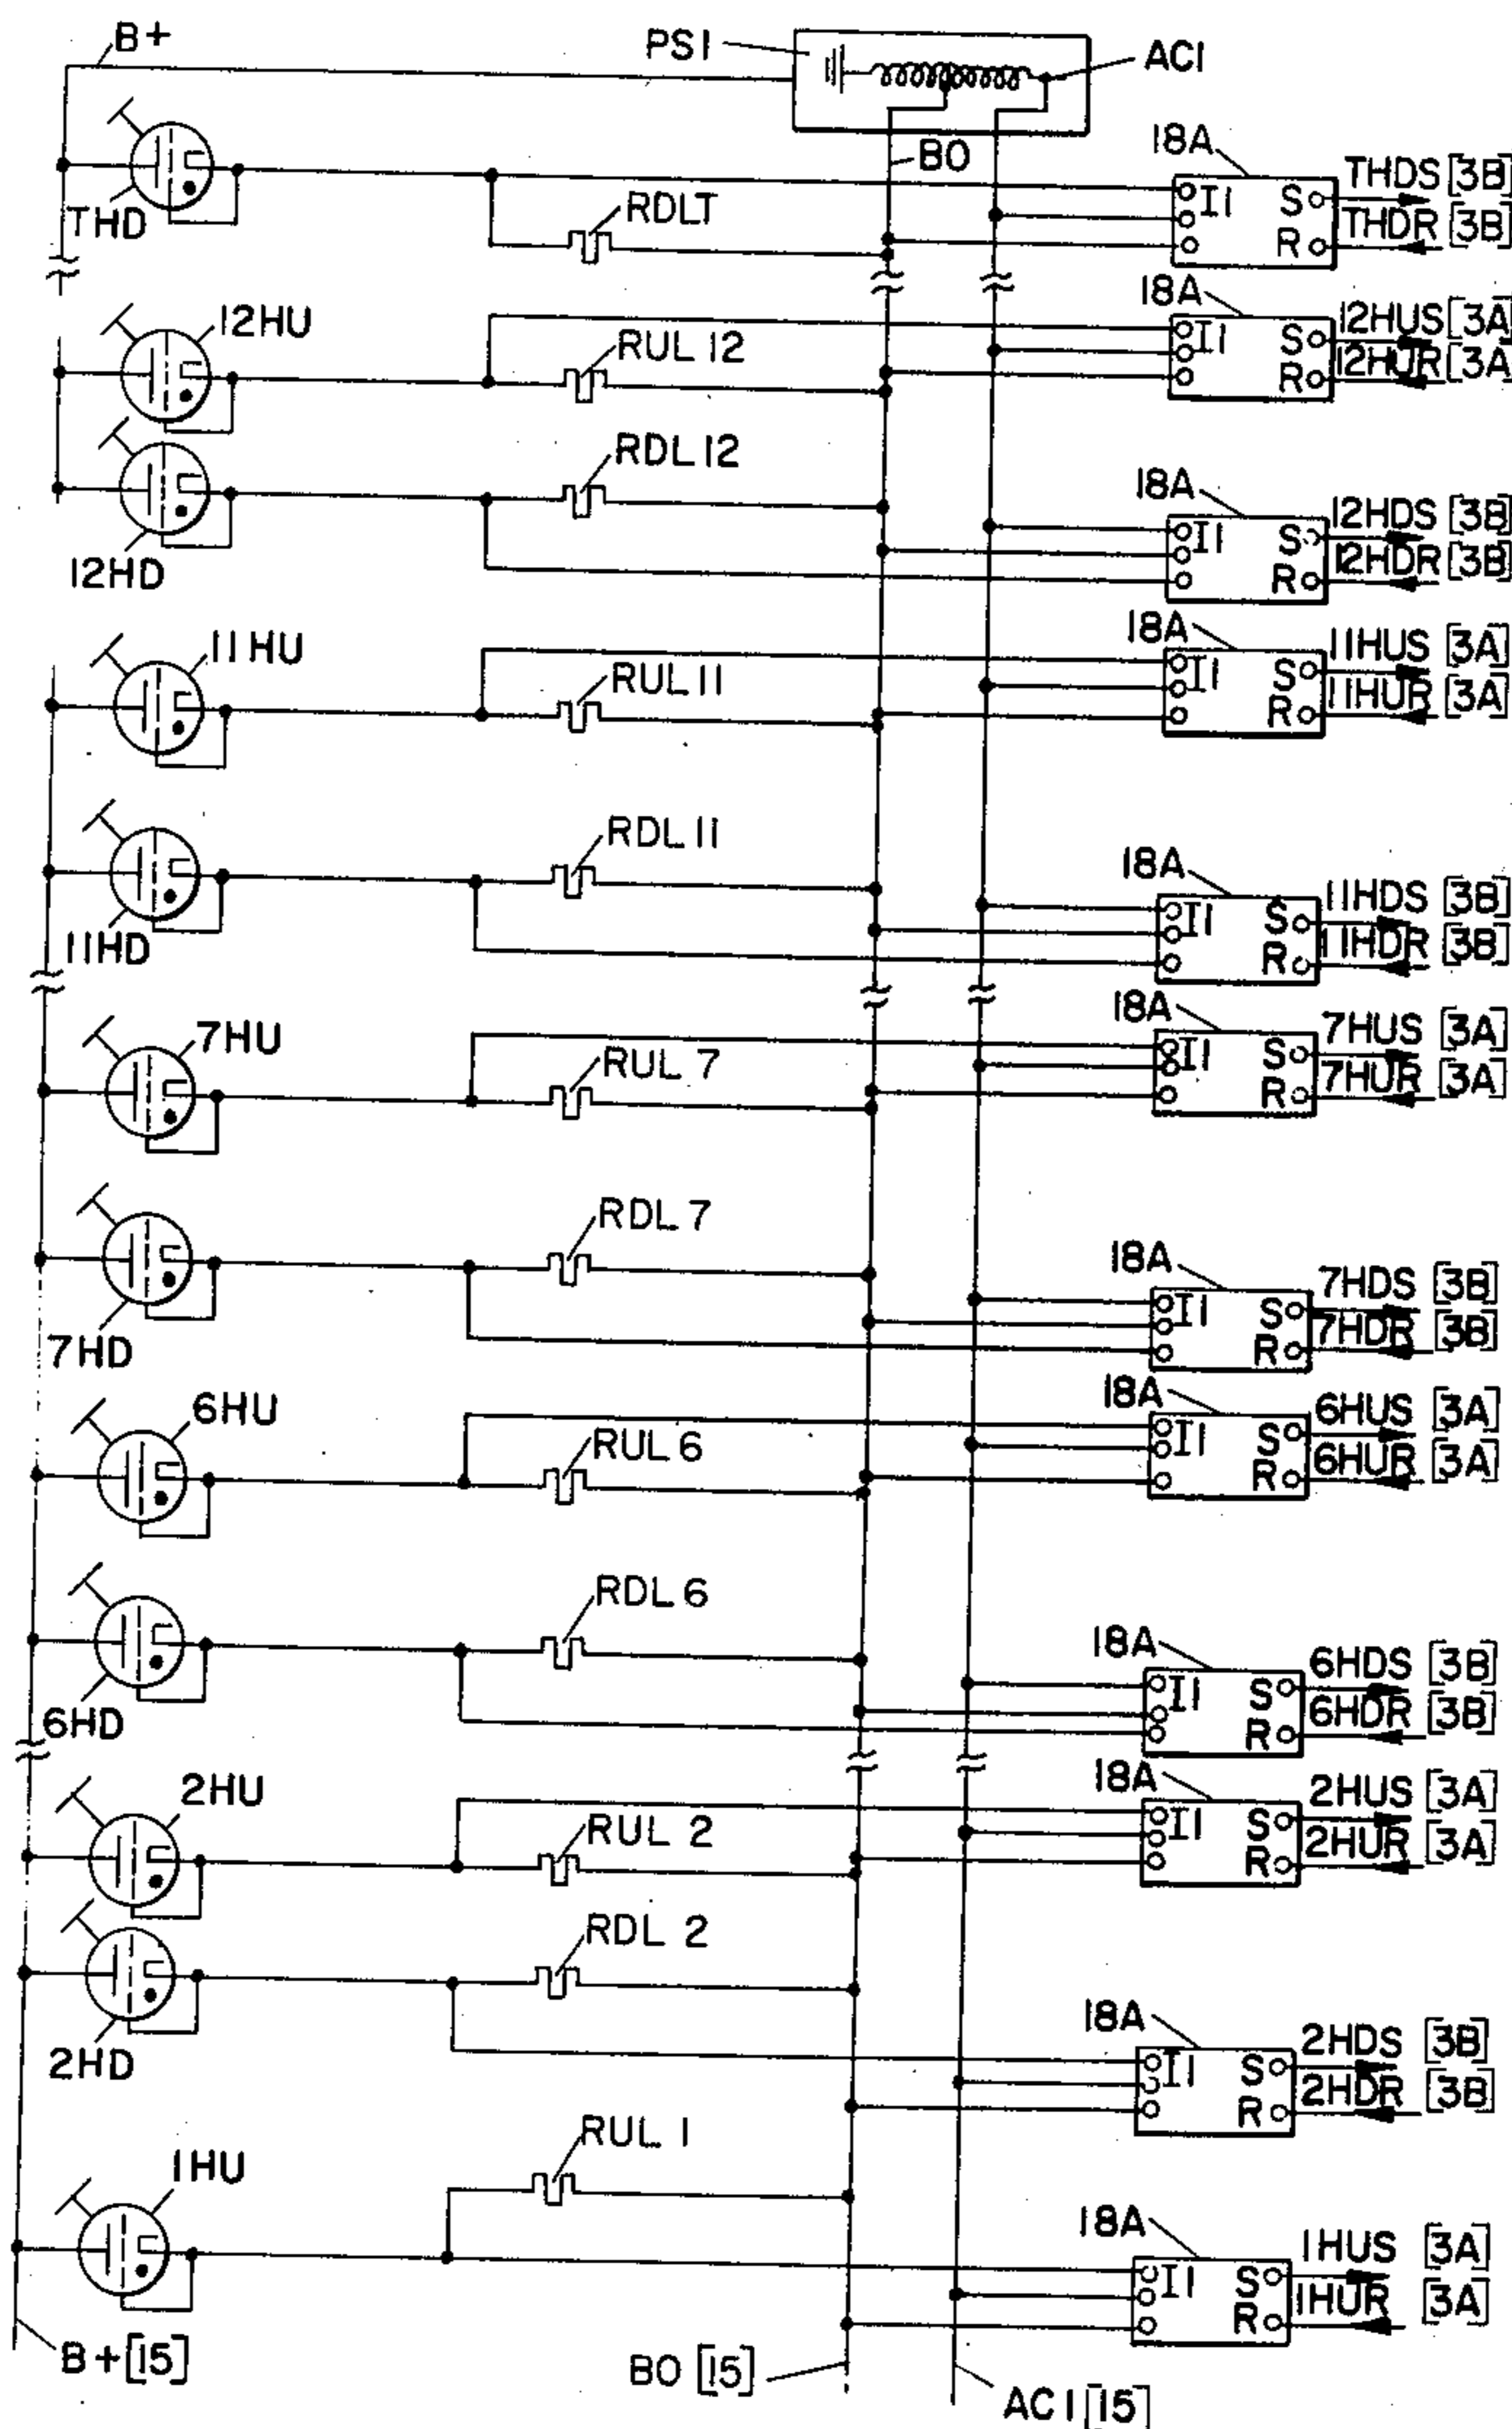 B+
PS1
AC1
BO
18A
THD
RDLT
I1 S THDS [3B]
R THDR [3B]
18A
12HU
RUL 12
I1 S 12HUS [3A]
R 12HUR [3A]
RDL 12
18A
12HD
I1 S 12HDS [3B]
R 12HDR [3B]
18A
11HU
RUL 11
I1 S 11HUS [3A]
R 11HUR [3A]
RDL 11
18A
11HD
I1 S 11HDS [3B]
R 11HDR [3B]
18A
7HU
RUL 7
I1 S 7HUS [3A]
R 7HUR [3A]
RDL 7
18A
7HD
I1 S 7HDS [3B]
R 7HDR [3B]
18A
6HU
RUL 6
I1 S 6HUS [3A]
R 6HUR [3A]
RDL 6
18A
6HD
I1 S 6HDS [3B]
R 6HDR [3B]
18A
2HU
RUL 2
I1 S 2HUS [3A]
R 2HUR [3A]
RDL 2
18A
2HD
I1 S 2HDS [3B]
R 2HDR [3B]
RUL 1
1HU
18A
I1 S 1HUS [3A]
R 1HUR [3A]
B+[15]
BO [15]
AC1[15]